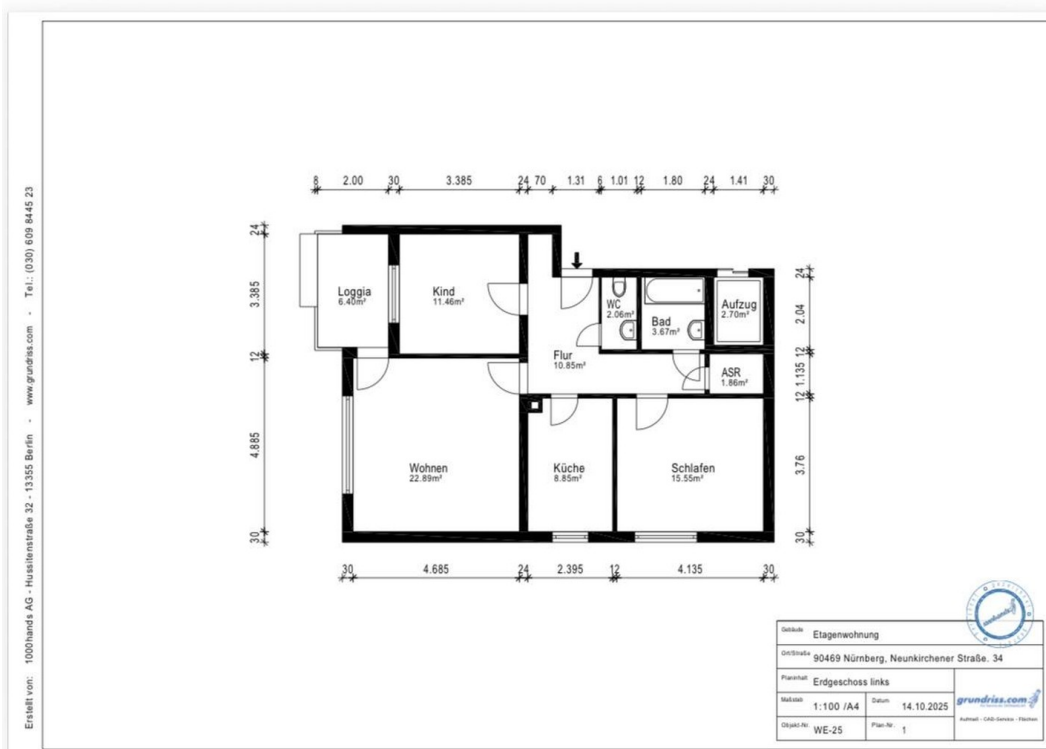 8 2.00 30 3.385 24 70 1.31 6 1.01 12 1.80 24 1.41 30
24
3.385
12
4.885
30
24
2.04
12
1.135
12
3.76
30
Loggia
6.40m²
Kind
11.46m²
WC
2.06m²
Bad
3.67m²
Aufzug
2.70m²
Flur
10.85m²
ASR
1.86m²
Wohnen
22.89m²
Küche
8.85m²
Schlafen
15.55m²
30 4.685 24 2.395 12 4.135 30
Erstellt von: 1000hands AG - Hussitenstraße 32 - 13355 Berlin - www.grundriss.com - Tel.: (030) 609 8445 23
Gebäude Etagenwohnung
Ort/Straße 90469 Nürnberg, Neunkirchener Straße. 34
Planinhalt Erdgeschoss links
Maßstab 1:100 /A4 Datum 14.10.2025
Objekt-Nr. WE-25 Plan-Nr. 1
grundriss.com
Aufmaß - CAD-Service - Flächen